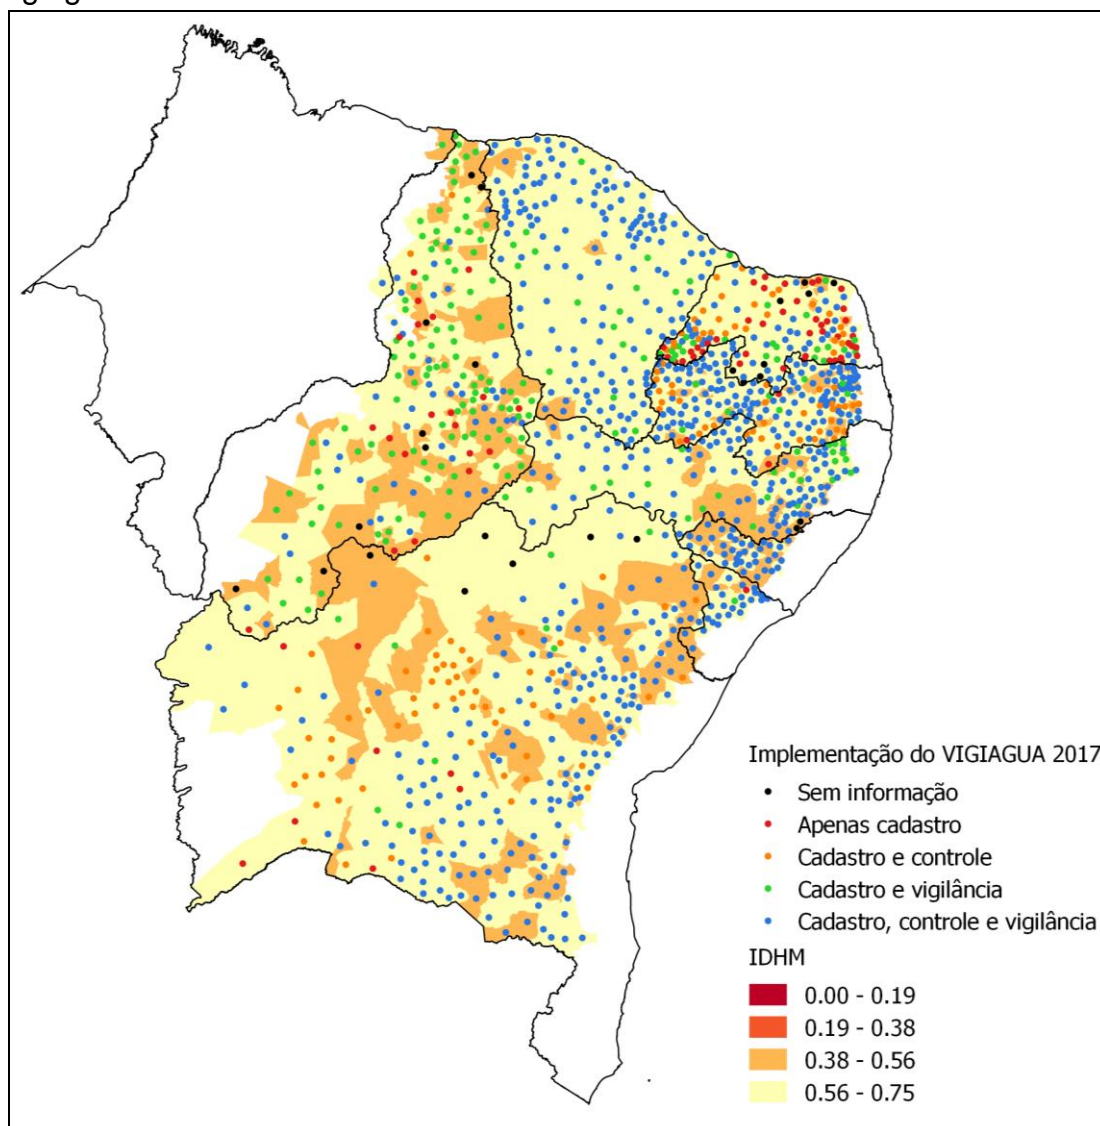 Implementação do VIGIAGUA 2017
Sem informação
Apenas cadastro
Cadastro e controle
Cadastro e vigilância
Cadastro, controle e vigilância
IDHM
0.00 - 0.19
0.19 - 0.38
0.38 - 0.56
0.56 - 0.75